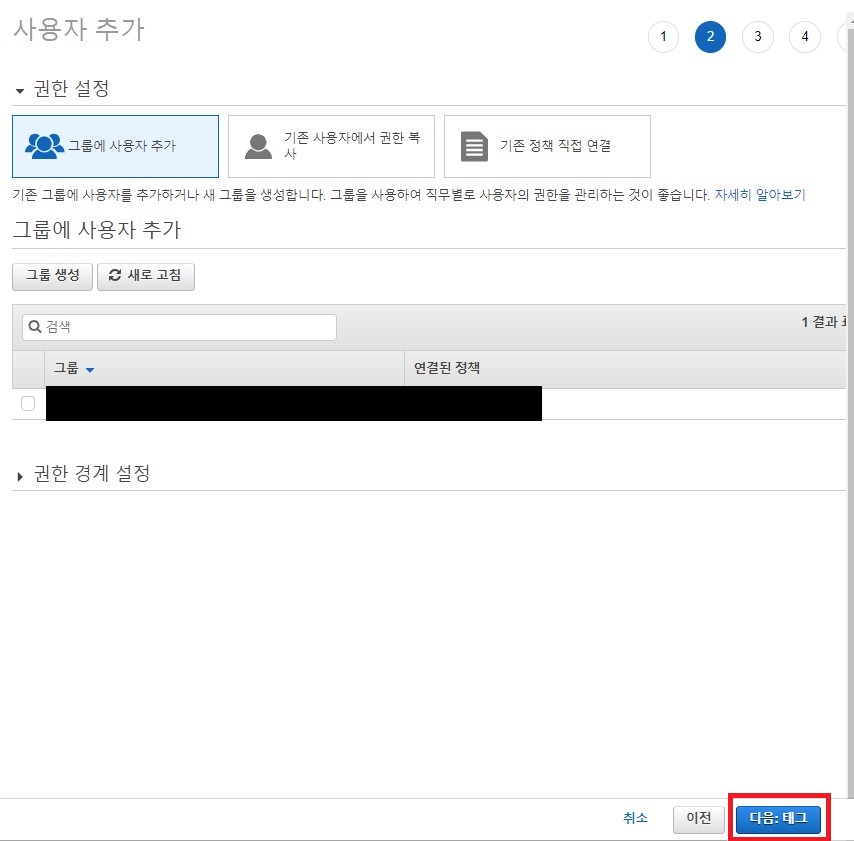 사용자 추가
1 2 3 4
권한 설정
그룹에 사용자 추가
기존 사용자에서 권한 복
사
기존 정책 직접 연결
기존 그룹에 사용자를 추가하거나 새 그룹을 생성합니다. 그룹을 사용하여 직무별로 사용자의 권한을 관리하는 것이 좋습니다. 자세히 알아보기
그룹에 사용자 추가
그룹 생성 새로 고침
검색
1 결과
그룹 연결된 정책
권한 경계 설정
취소 이전 다음: 태그